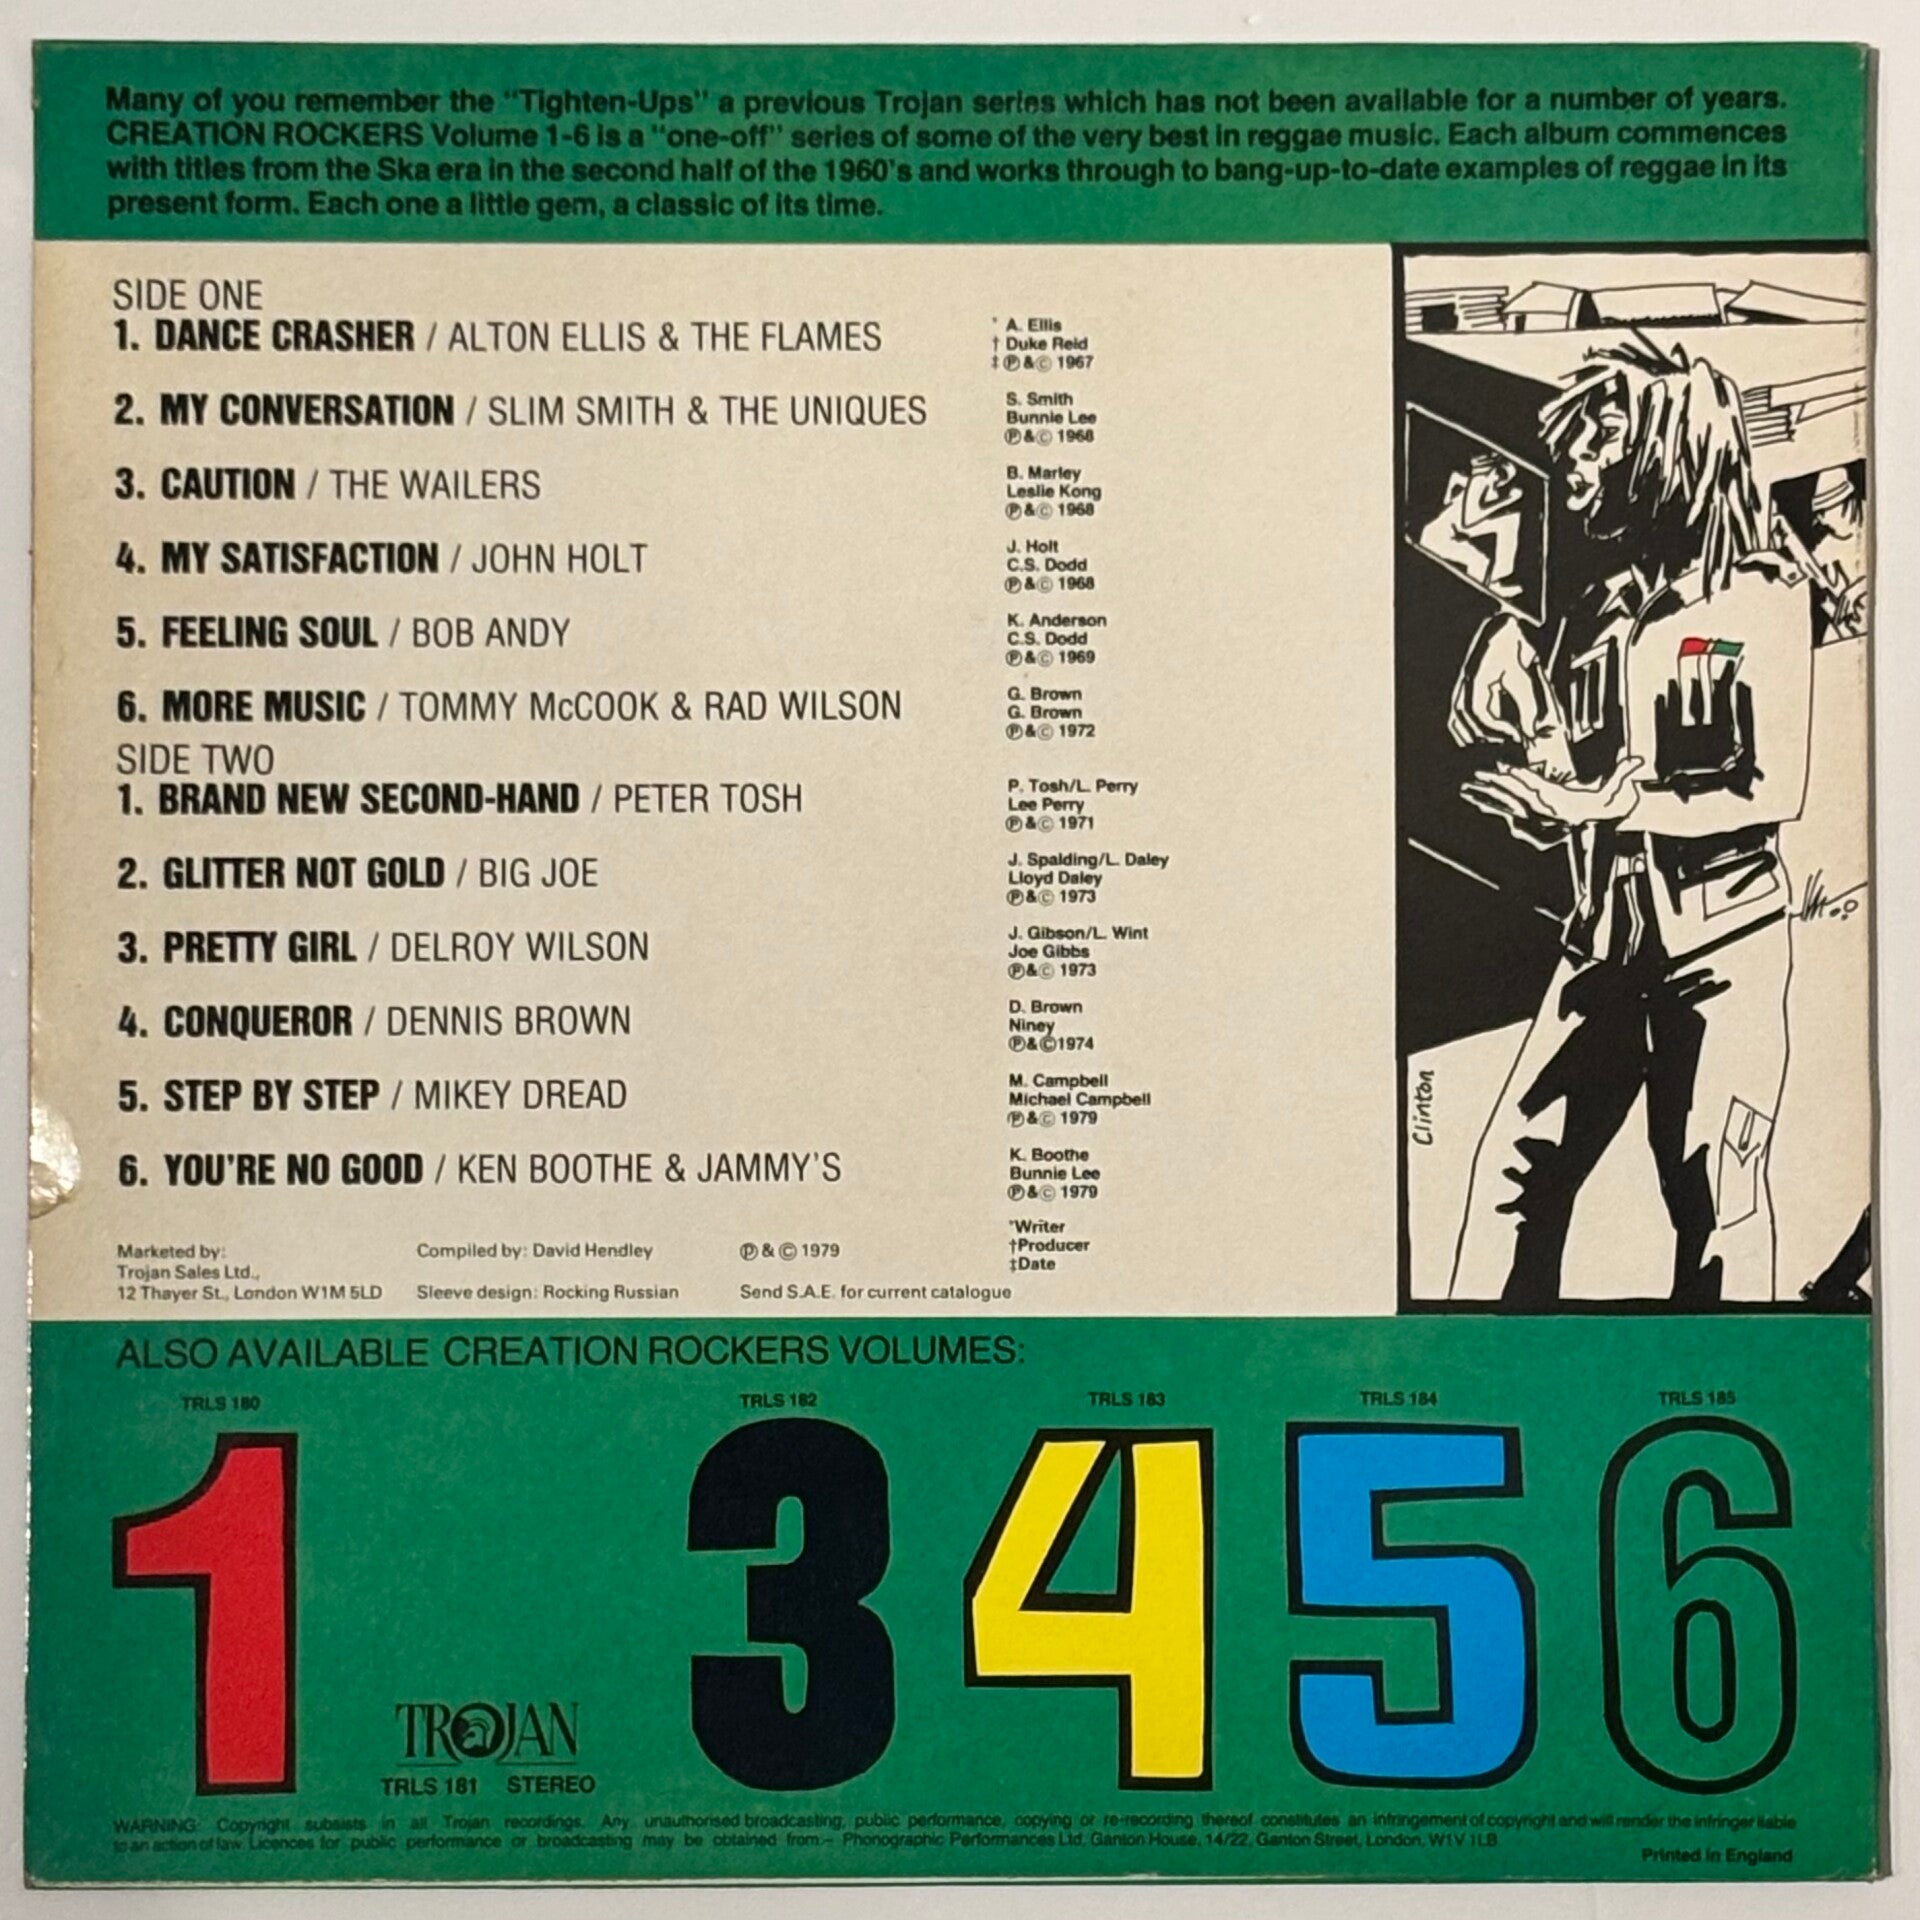 Many of you remember the "Tighten-Ups" a previous Trojan series which has not been available for a number of years.
CREATION ROCKERS Volume 1-6 is a "one-off" series of some of the very best in reggae music. Each album commences
with titles from the Ska era in the second half of the 1960's and works through to bang-up-to-date examples of reggae in its
present form. Each one a little gem, a classic of its time.
SIDE ONE
1. DANCE CRASHER / ALTON ELLIS & THE FLAMES
* A. Ellis
† Duke Reid
‡ ℗ & © 1967
2. MY CONVERSATION / SLIM SMITH & THE UNIQUES
S. Smith
Bunnie Lee
℗ & © 1968
3. CAUTION / THE WAILERS
B. Marley
Leslie Kong
℗ & © 1968
4. MY SATISFACTION / JOHN HOLT
J. Holt
C.S. Dodd
℗ & © 1968
5. FEELING SOUL / BOB ANDY
K. Anderson
C.S. Dodd
℗ & © 1969
6. MORE MUSIC / TOMMY McCOOK & RAD WILSON
G. Brown
G. Brown
℗ & © 1972
SIDE TWO
1. BRAND NEW SECOND-HAND / PETER TOSH
P. Tosh/L. Perry
Lee Perry
℗ & © 1971
2. GLITTER NOT GOLD / BIG JOE
J. Spalding/L. Daley
Lloyd Daley
℗ & © 1973
3. PRETTY GIRL / DELROY WILSON
J. Gibson/L. Wint
Joe Gibbs
℗ & © 1973
4. CONQUEROR / DENNIS BROWN
D. Brown
Niney
℗ & © 1974
5. STEP BY STEP / MIKEY DREAD
M. Campbell
Michael Campbell
℗ & © 1979
6. YOU'RE NO GOOD / KEN BOOTHE & JAMMY'S
K. Boothe
Bunnie Lee
℗ & © 1979
*Writer
†Producer
‡Date
Marketed by:
Trojan Sales Ltd.,
12 Thayer St., London W1M 5LD
Compiled by: David Hendley
Sleeve design: Rocking Russian
℗ & © 1979
Send S.A.E. for current catalogue
Clinton
ALSO AVAILABLE CREATION ROCKERS VOLUMES:
TRLS 180 TRLS 182 TRLS 183 TRLS 184 TRLS 185
1 3 4 5 6
TROJAN
TRLS 181 STEREO
WARNING: Copyright subsists in all Trojan recordings. Any unauthorised broadcasting, public performance, copying or re-recording thereof constitutes an infringement of copyright and will render the infringer liable
to an action of law. Licences for public performance or broadcasting may be obtained from:– Phonographic Performances Ltd. Ganton House, 14/22, Ganton Street, London. W1V 1LB
Printed in England